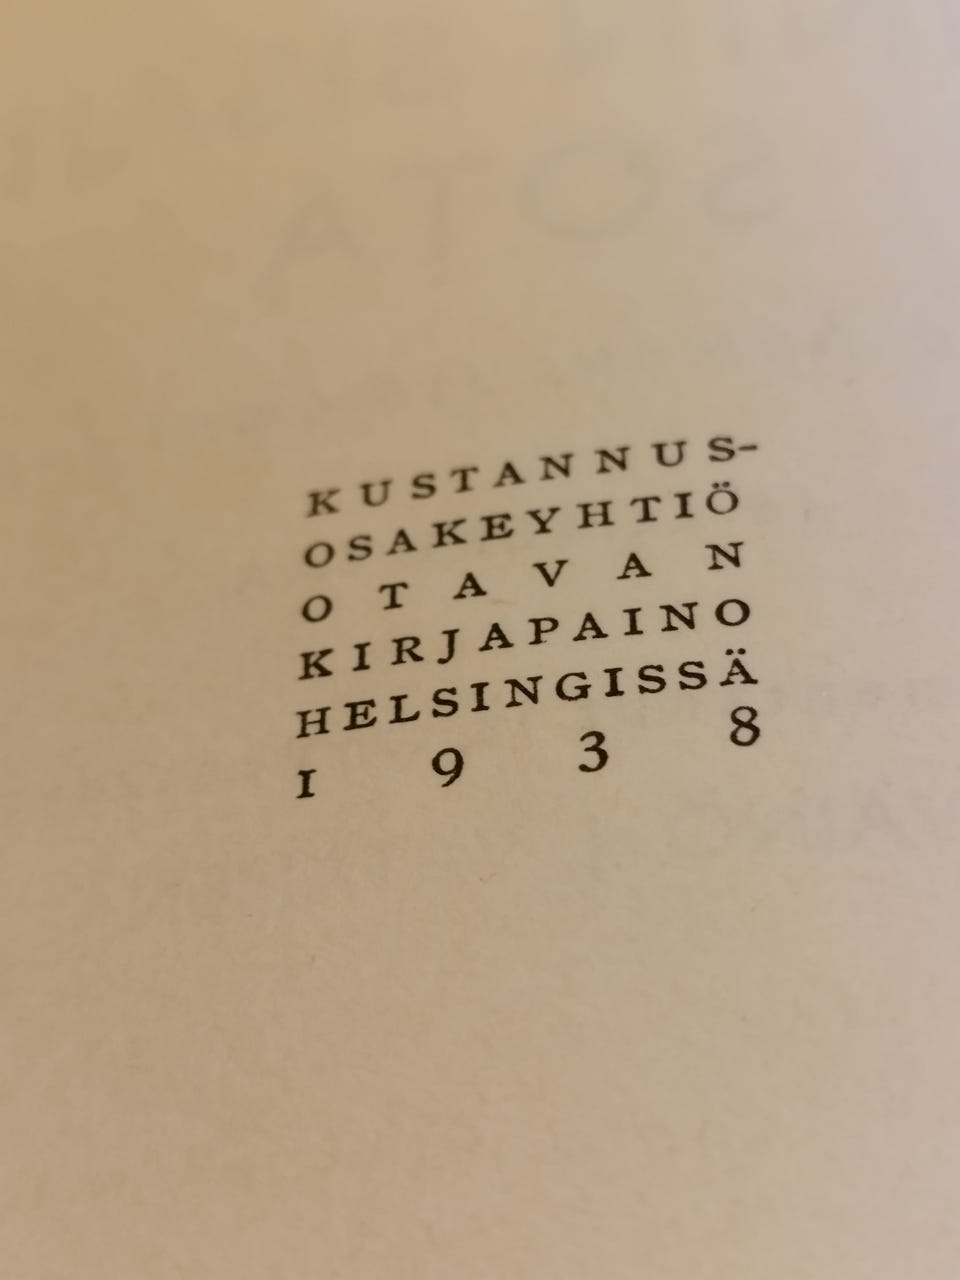 KUSTANNUS-
OSAKEYHTIÖ
OTAVAN
KIRJAPAINO
HELSINGISSÄ
1938